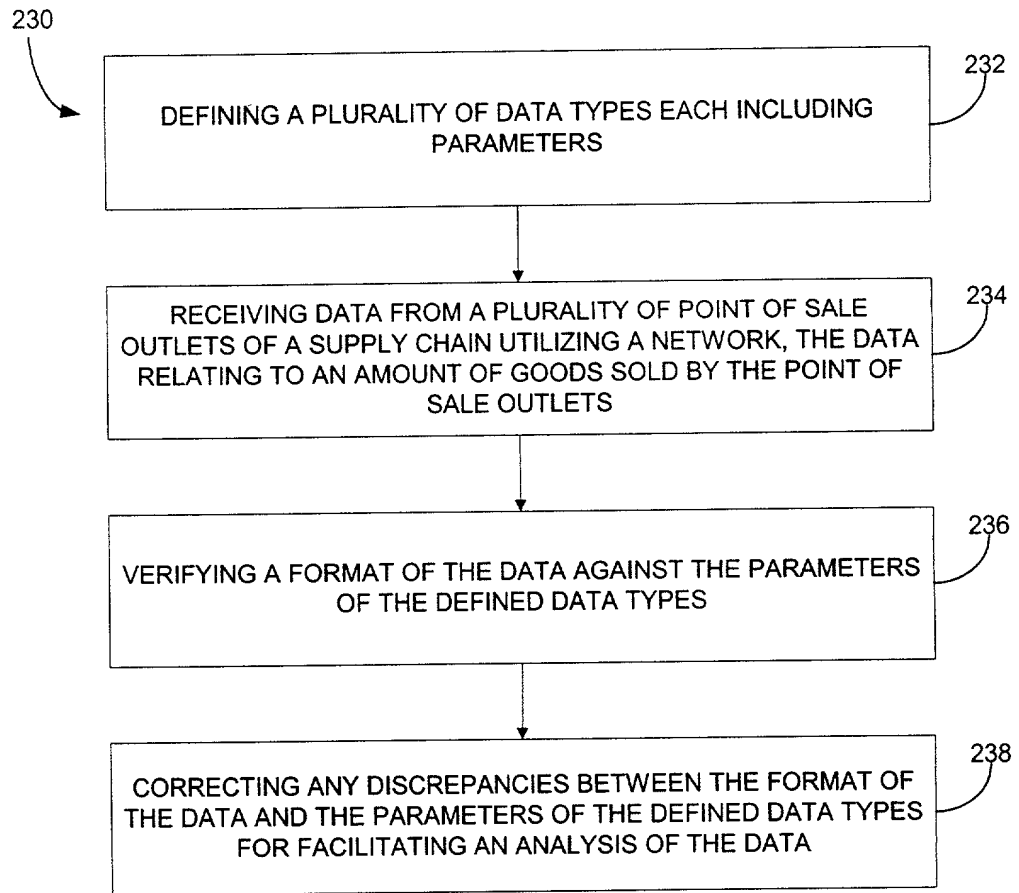 230
232
DEFINING A PLURALITY OF DATA TYPES EACH INCLUDING
PARAMETERS
234
RECEIVING DATA FROM A PLURALITY OF POINT OF SALE
OUTLETS OF A SUPPLY CHAIN UTILIZING A NETWORK, THE DATA
RELATING TO AN AMOUNT OF GOODS SOLD BY THE POINT OF
SALE OUTLETS
236
VERIFYING A FORMAT OF THE DATA AGAINST THE PARAMETERS
OF THE DEFINED DATA TYPES
238
CORRECTING ANY DISCREPANCIES BETWEEN THE FORMAT OF
THE DATA AND THE PARAMETERS OF THE DEFINED DATA TYPES
FOR FACILITATING AN ANALYSIS OF THE DATA